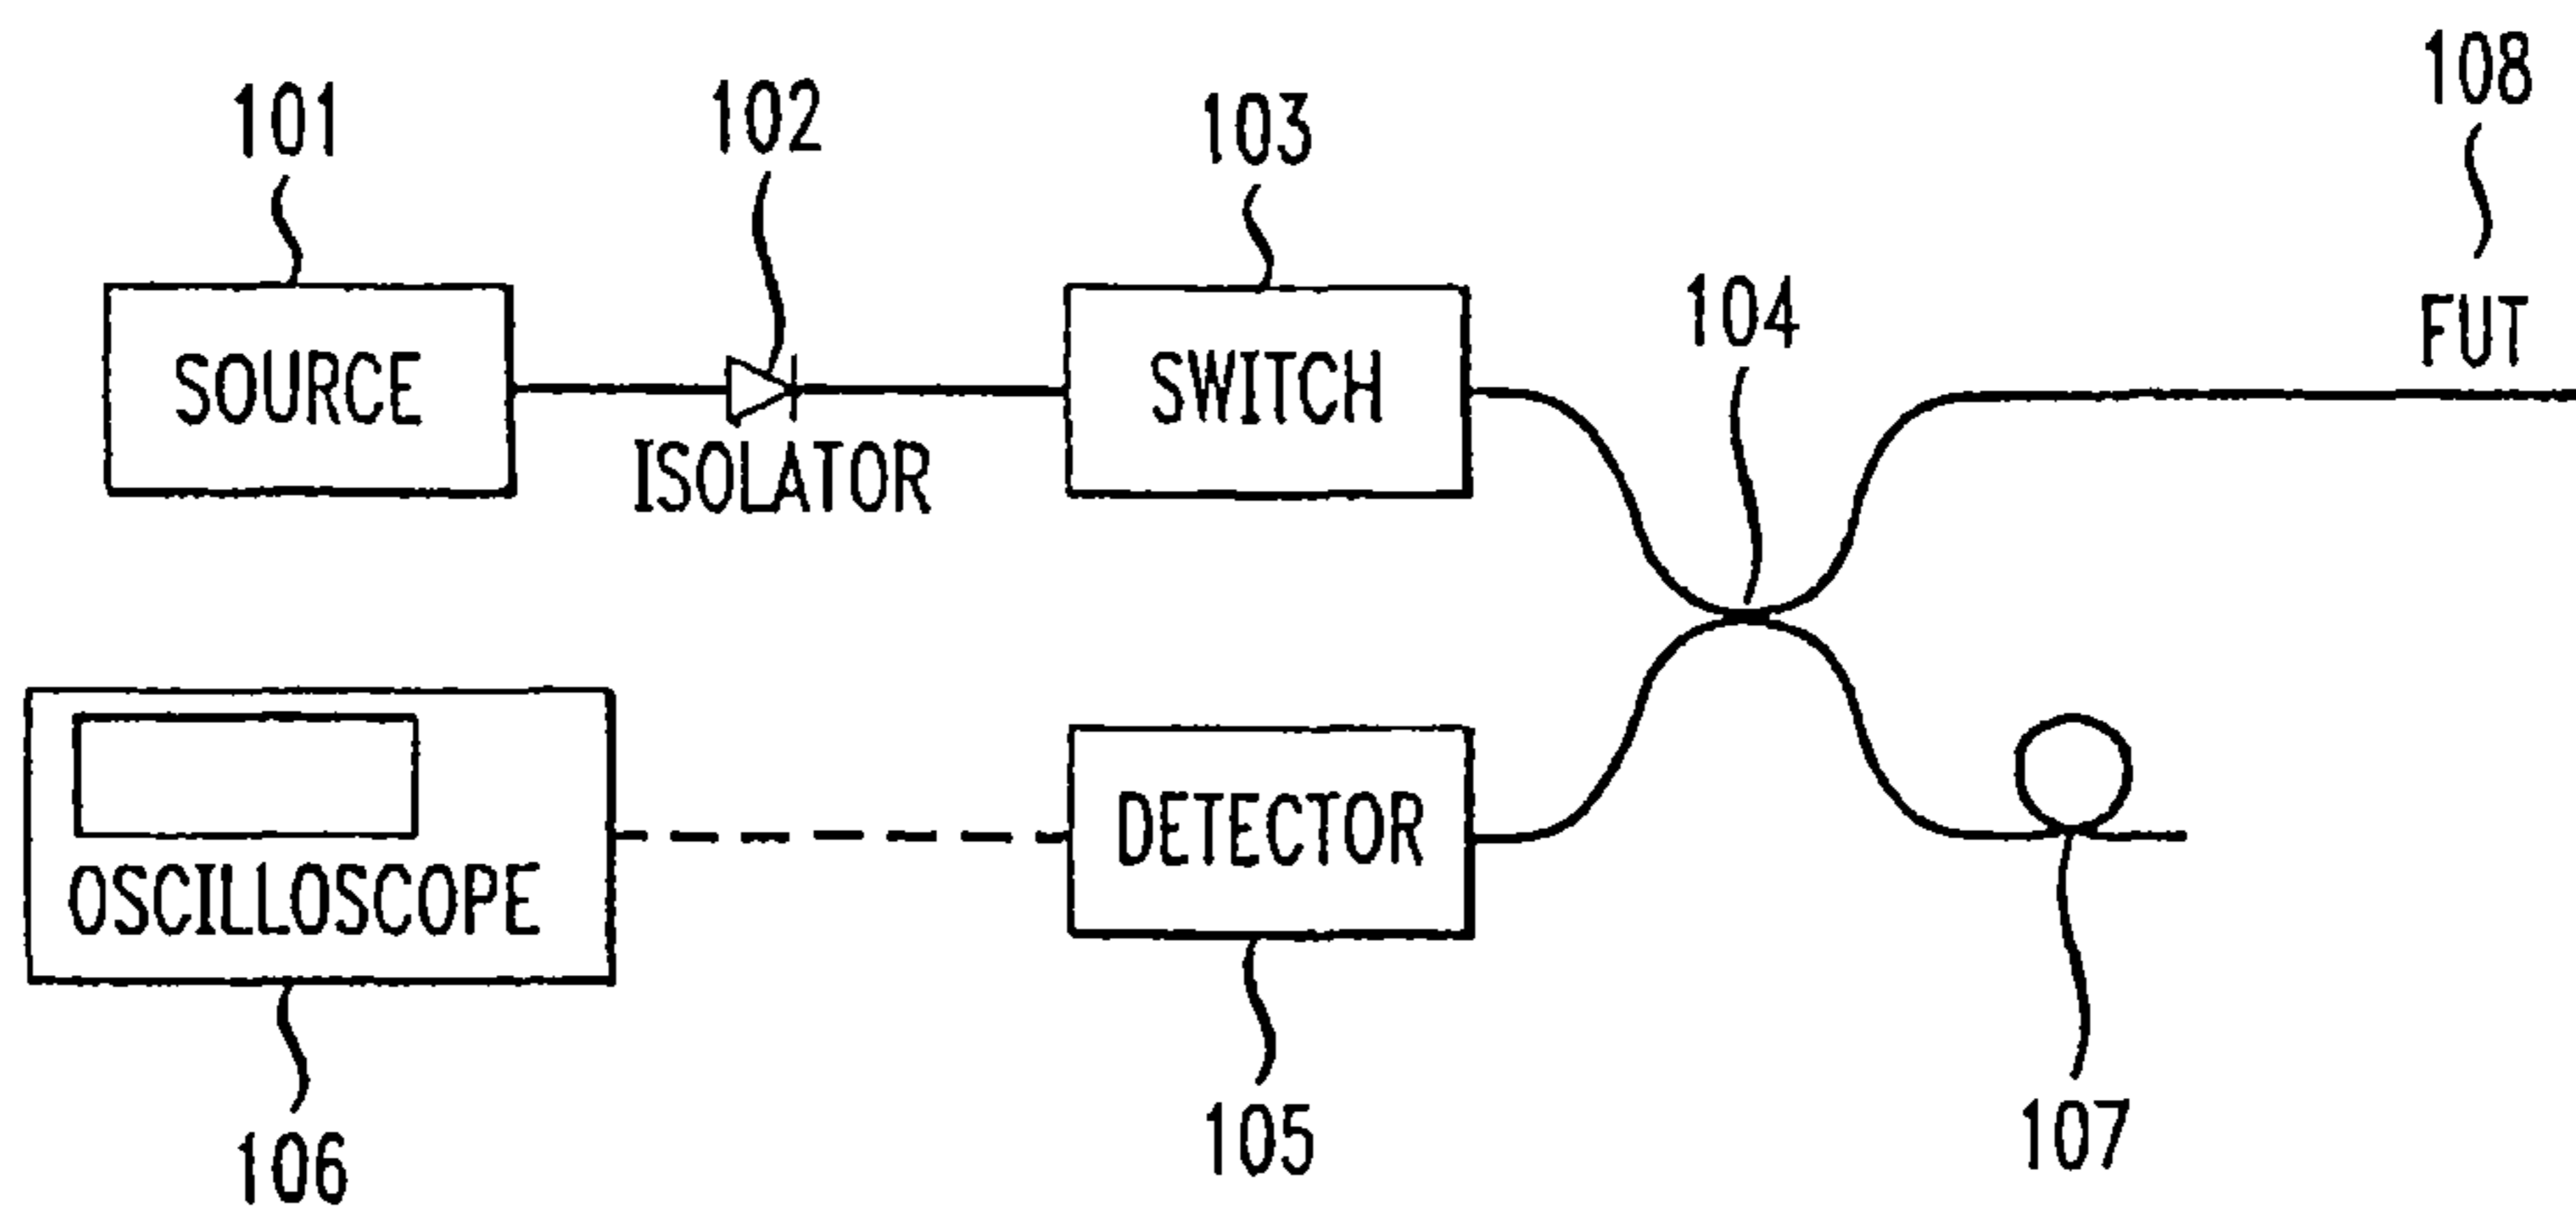 101
102
103
108
104
FUT
SOURCE
SWITCH
ISOLATOR
DETECTOR
OSCILLOSCOPE
105
107
106